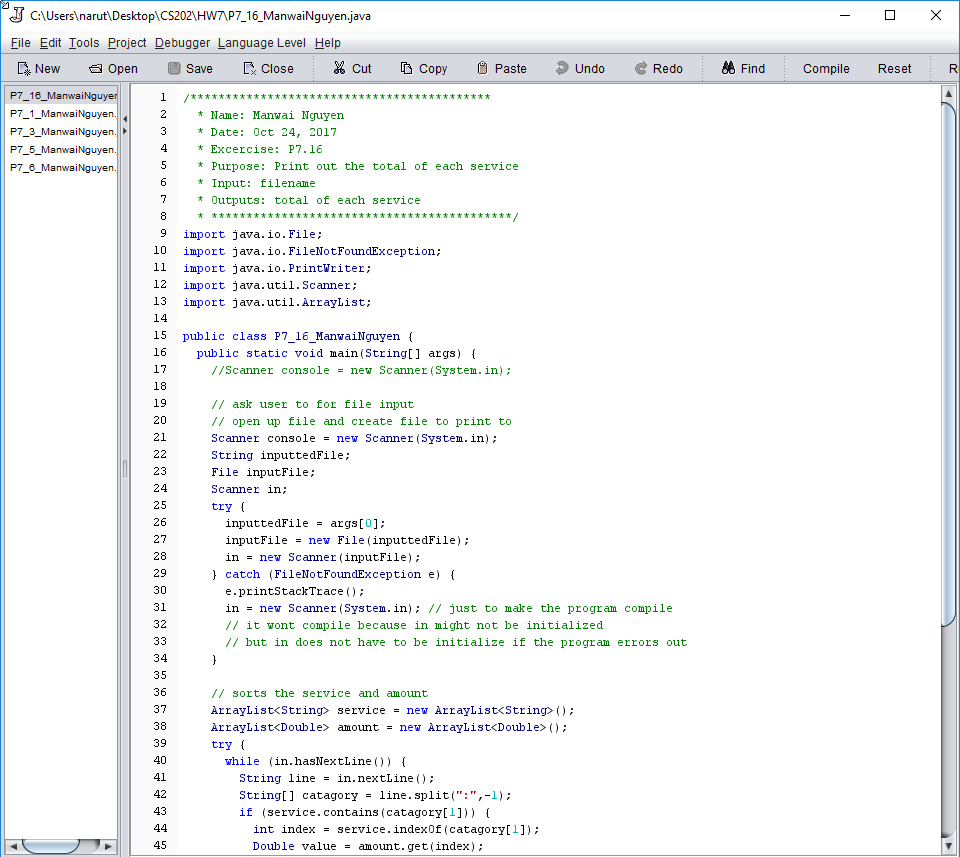 C:\Users\narut\Desktop\CS202\HW7\P7_16_ManwaiNguyen.java
File Edit Tools Project Debugger Language Level Help
New Open Save Close Cut Copy Paste Undo Redo Find Compile Reset R
P7_16_ManwaiNguyen
P7_1_ManwaiNguyen.
P7_3_ManwaiNguyen.
P7_5_ManwaiNguyen.
P7_6_ManwaiNguyen.
1 /*******************************************
2 * Name: Manwai Nguyen
3 * Date: Oct 24, 2017
4 * Excercise: P7.16
5 * Purpose: Print out the total of each service
6 * Input: filename
7 * Outputs: total of each service
8 * *******************************************/
9 import java.io.File;
10 import java.io.FileNotFoundException;
11 import java.io.PrintWriter;
12 import java.util.Scanner;
13 import java.util.ArrayList;
14
15 public class P7_16_ManwaiNguyen {
16 public static void main(String[] args) {
17 //Scanner console = new Scanner(System.in);
18
19 // ask user to for file input
20 // open up file and create file to print to
21 Scanner console = new Scanner(System.in);
22 String inputtedFile;
23 File inputFile;
24 Scanner in;
25 try {
26 inputtedFile = args[0];
27 inputFile = new File(inputtedFile);
28 in = new Scanner(inputFile);
29 } catch (FileNotFoundException e) {
30 e.printStackTrace();
31 in = new Scanner(System.in); // just to make the program compile
32 // it wont compile because in might not be initialized
33 // but in does not have to be initialize if the program errors out
34 }
35
36 // sorts the service and amount
37 ArrayList<String> service = new ArrayList<String>();
38 ArrayList<Double> amount = new ArrayList<Double>();
39 try {
40 while (in.hasNextLine()) {
41 String line = in.nextLine();
42 String[] catagory = line.split(":",-1);
43 if (service.contains(catagory[1])) {
44 int index = service.indexOf(catagory[1]);
45 Double value = amount.get(index);